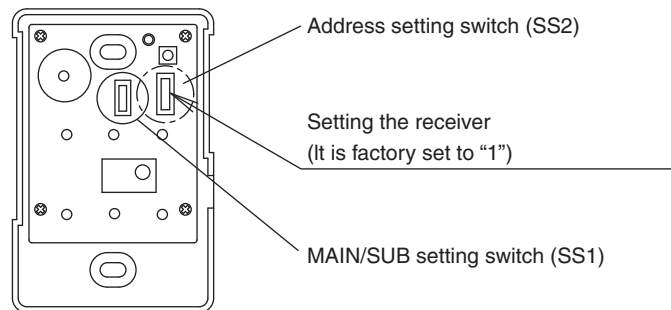 Address setting switch (SS2)
Setting the receiver
(It is factory set to “1”)
MAIN/SUB setting switch (SS1)